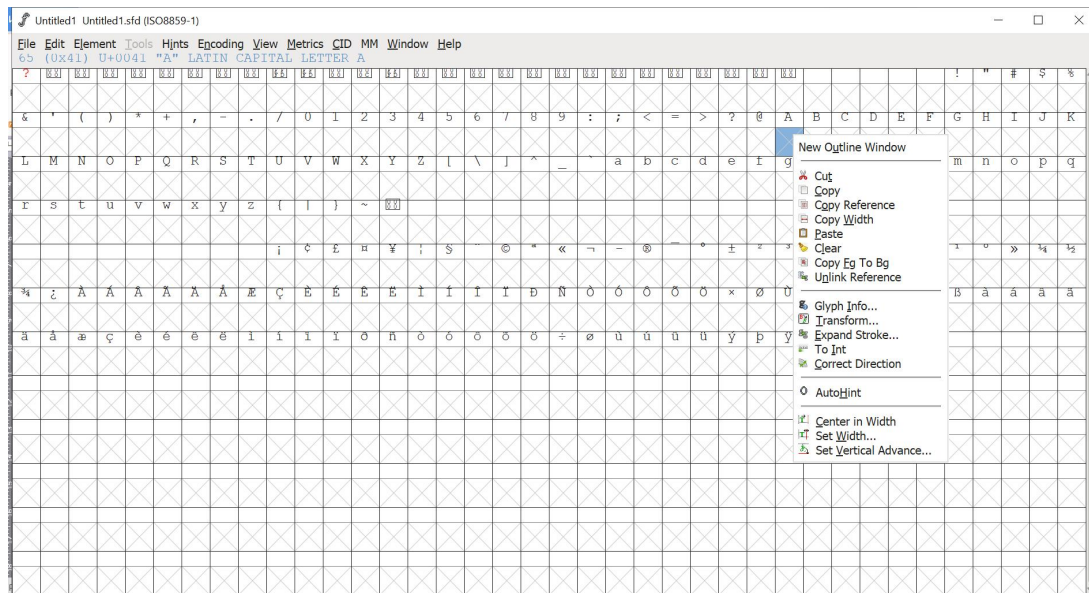 Untitled1 Untitled1.sfd (ISO8859-1)
File Edit Element Tools Hints Encoding View Metrics CID MM Window Help
65 (0x41) U+0041 "A" LATIN CAPITAL LETTER A
? ! " # $ %
& ' ( ) * + , - . / 0 1 2 3 4 5 6 7 8 9 : ; < = > ? @ A B C D E F G H I J K
L M N O P Q R S T U V W X Y Z [ \ ] ^ _ ` a b c d e f g m n o p q
r s t u v w x y z { | } ~
¡ ¢ £ ¤ ¥ ¦ § ¨ © ª « ¬ - ® ¯ ° ± ² ³ ¹ º » ¼ ½
¾ ¿ À Á Â Ã Ä Å Æ Ç È É Ê Ë Ì Í Î Ï Ð Ñ Ò Ó Ô Õ Ö × Ø Ù ß à á â ã
ä å æ ç è é ê ë ì í î ï ð ñ ò ó ô õ ö ÷ ø ù ú û ü ý þ ÿ
New Outline Window
Cut
Copy
Copy Reference
Copy Width
Paste
Clear
Copy Fg To Bg
Unlink Reference
Glyph Info...
Transform...
Expand Stroke...
To Int
Correct Direction
AutoHint
Center in Width
Set Width...
Set Vertical Advance...